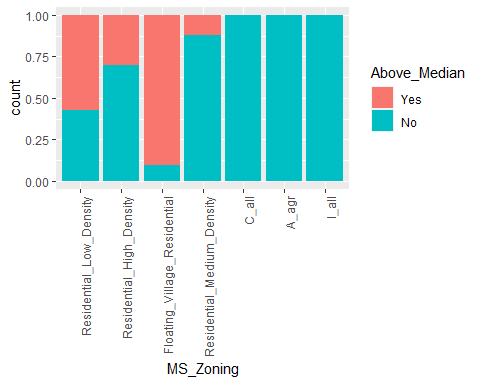 1.00
0.75
0.50
0.25
0.00
count
Residential_Low_Density
Residential_High_Density
Floating_Village_Residential
Residential_Medium_Density
C_all
A_agr
I_all
MS_Zoning
Above_Median
Yes
No